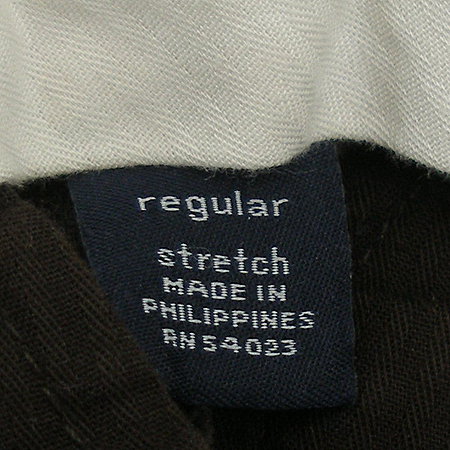 regular
stretch
MADE IN
PHILIPPINES
RN 54023